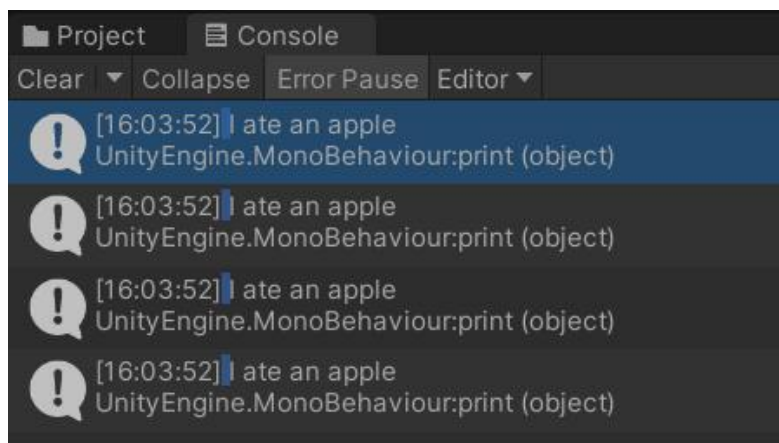 Project
Console
Clear
Collapse
Error Pause
Editor
[16:03:52] I ate an apple
UnityEngine.MonoBehaviour:print (object)
[16:03:52] I ate an apple
UnityEngine.MonoBehaviour:print (object)
[16:03:52] I ate an apple
UnityEngine.MonoBehaviour:print (object)
[16:03:52] I ate an apple
UnityEngine.MonoBehaviour:print (object)